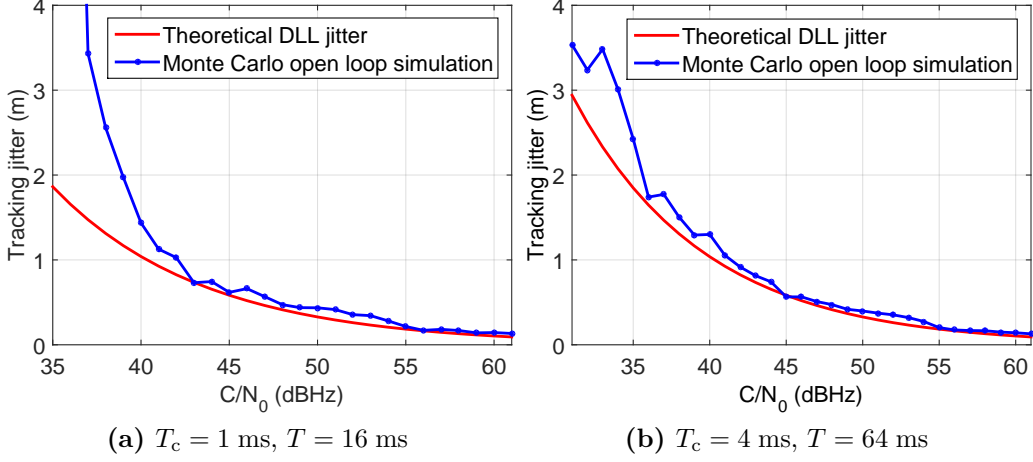 4
3
2
1
0
Tracking jitter (m)
Theoretical DLL jitter
Monte Carlo open loop simulation
35 40 45 50 55 60
C/N0 (dBHz)
(a) Tc = 1 ms, T = 16 ms
4
3
2
1
0
Tracking jitter (m)
Theoretical DLL jitter
Monte Carlo open loop simulation
35 40 45 50 55 60
C/N0 (dBHz)
(b) Tc = 4 ms, T = 64 ms